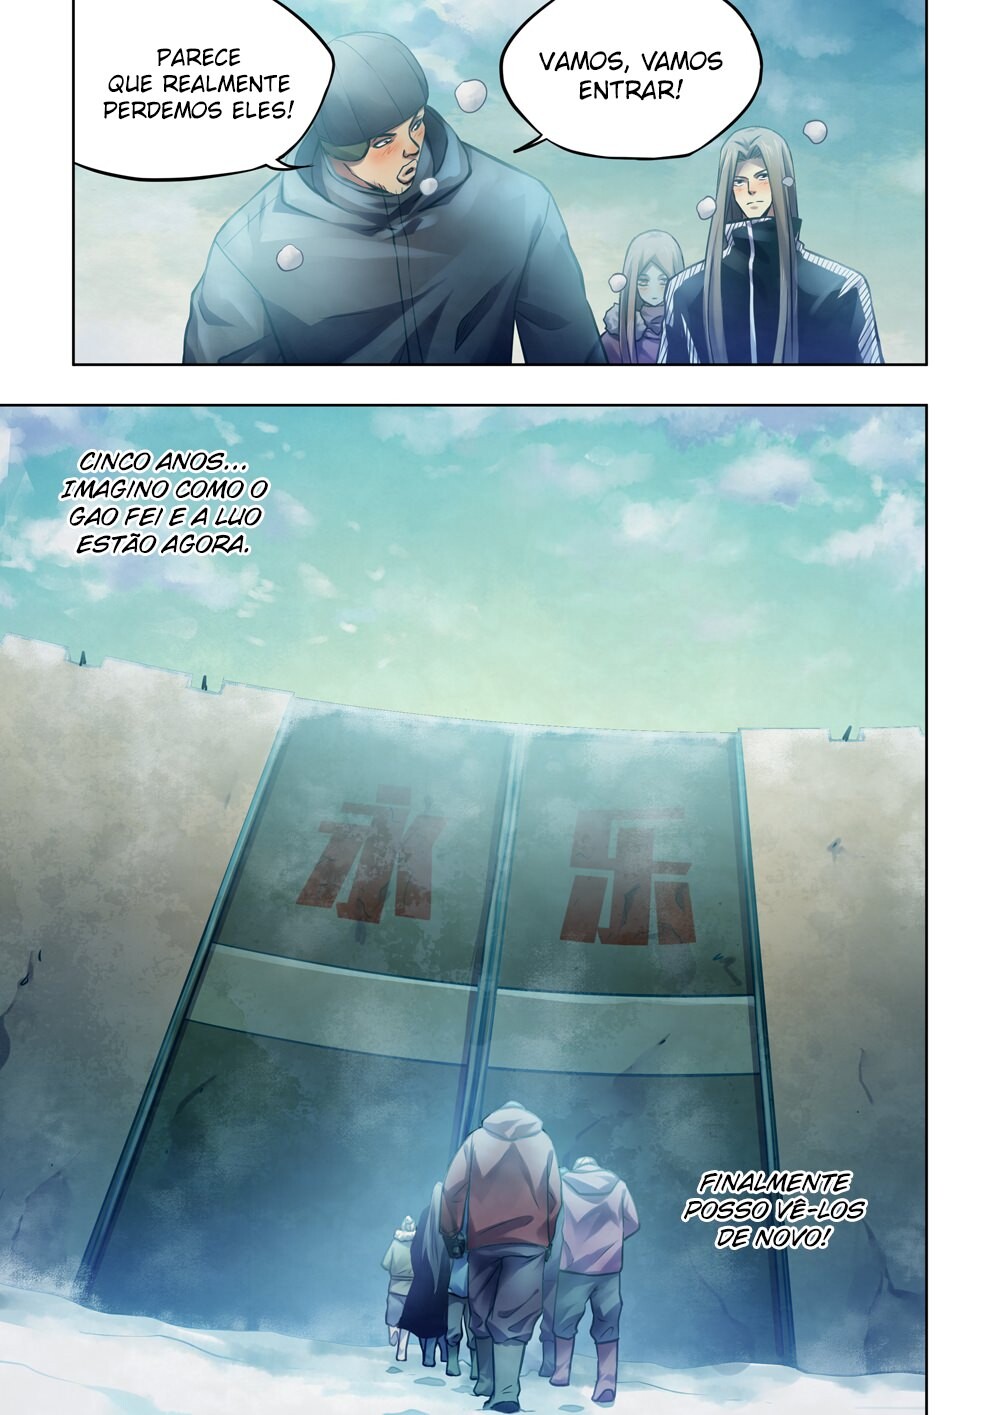 PARECE
QUE REALMENTE
PERDEMOS ELES!
VAMOS, VAMOS
ENTRAR!
CINCO ANOS...
IMAGINO COMO O
GAO FEI E A LUO
ESTÃO AGORA.
永乐
FINALMENTE
POSSO VÊ-LOS
DE NOVO!